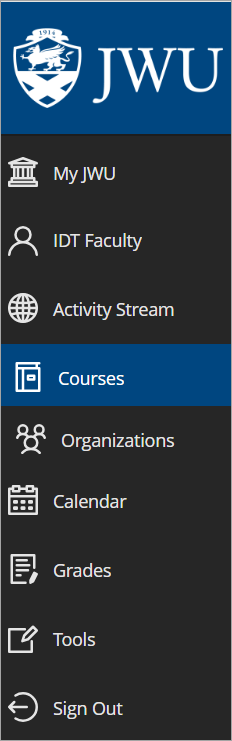 1914
JWU
My JWU
IDT Faculty
Activity Stream
Courses
Organizations
Calendar
Grades
Tools
Sign Out